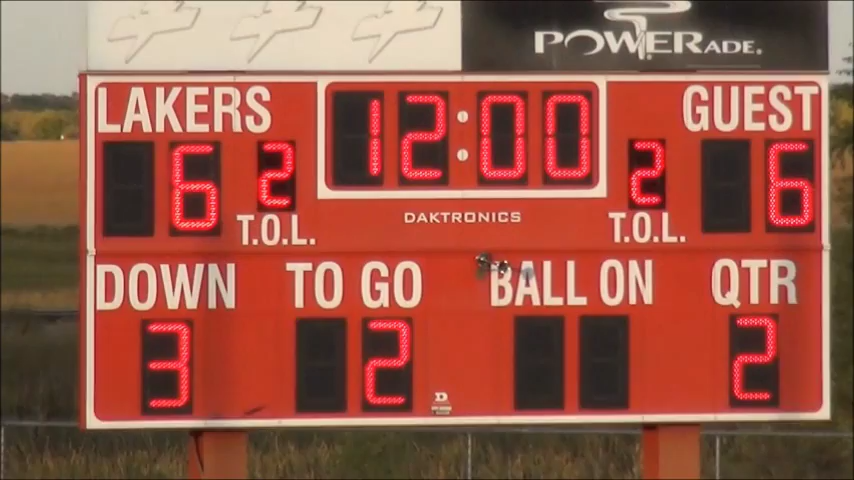 POWERADE.
LAKERS 12:00 GUEST
6 2 2 6
T.O.L. T.O.L.
DAKTRONICS
DOWN TO GO BALL ON QTR
3 2 2
D